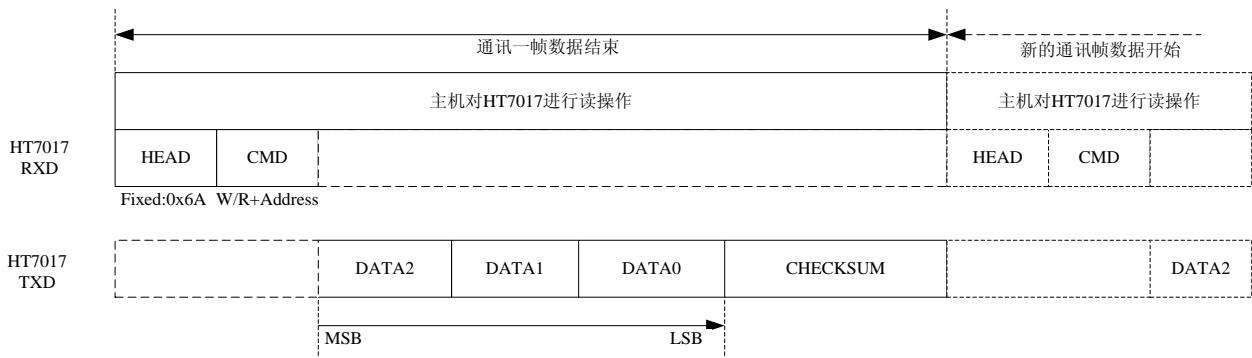 通讯一帧数据结束
新的通讯帧数据开始
主机对HT7017进行读操作
主机对HT7017进行读操作
HT7017
RXD
HEAD
CMD
HEAD
CMD
Fixed:0x6A
W/R+Address
HT7017
TXD
DATA2
DATA1
DATA0
CHECKSUM
DATA2
MSB
LSB